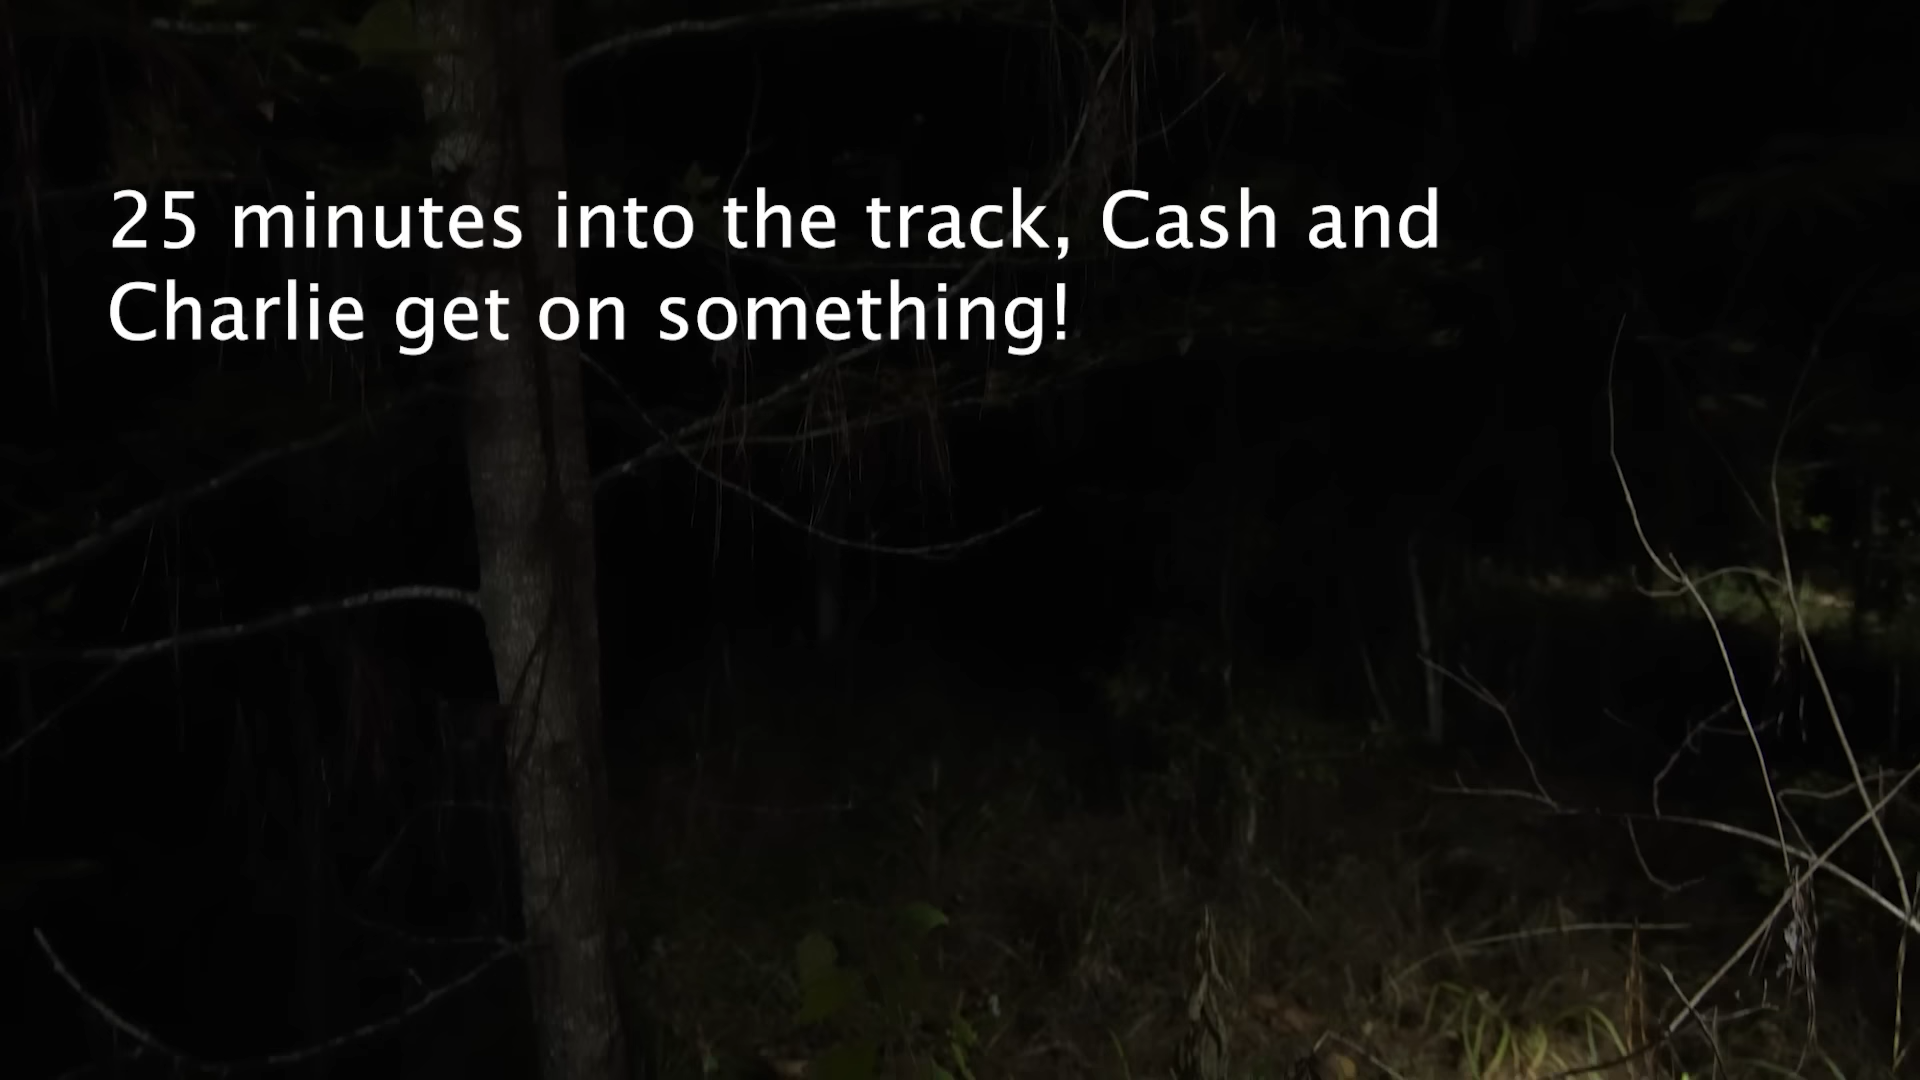 25 minutes into the track, Cash and
Charlie get on something!